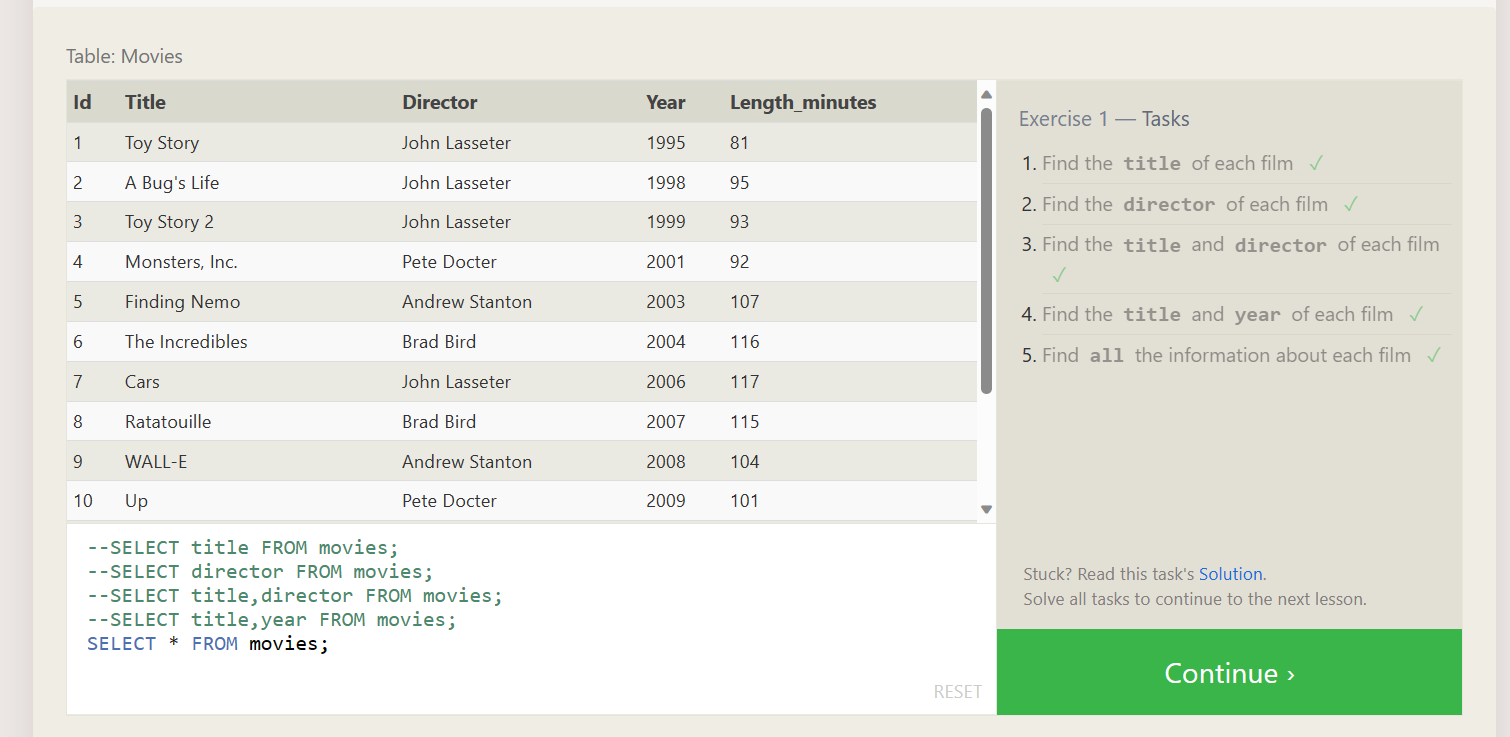 Table: Movies
Id Title Director Year Length_minutes
1 Toy Story John Lasseter 1995 81
2 A Bug's Life John Lasseter 1998 95
3 Toy Story 2 John Lasseter 1999 93
4 Monsters, Inc. Pete Docter 2001 92
5 Finding Nemo Andrew Stanton 2003 107
6 The Incredibles Brad Bird 2004 116
7 Cars John Lasseter 2006 117
8 Ratatouille Brad Bird 2007 115
9 WALL-E Andrew Stanton 2008 104
10 Up Pete Docter 2009 101
--SELECT title FROM movies;
--SELECT director FROM movies;
--SELECT title,director FROM movies;
--SELECT title,year FROM movies;
SELECT * FROM movies;
RESET
Exercise 1 — Tasks
1. Find the title of each film ✓
2. Find the director of each film ✓
3. Find the title and director of each film
✓
4. Find the title and year of each film ✓
5. Find all the information about each film ✓
Stuck? Read this task's Solution.
Solve all tasks to continue to the next lesson.
Continue ›